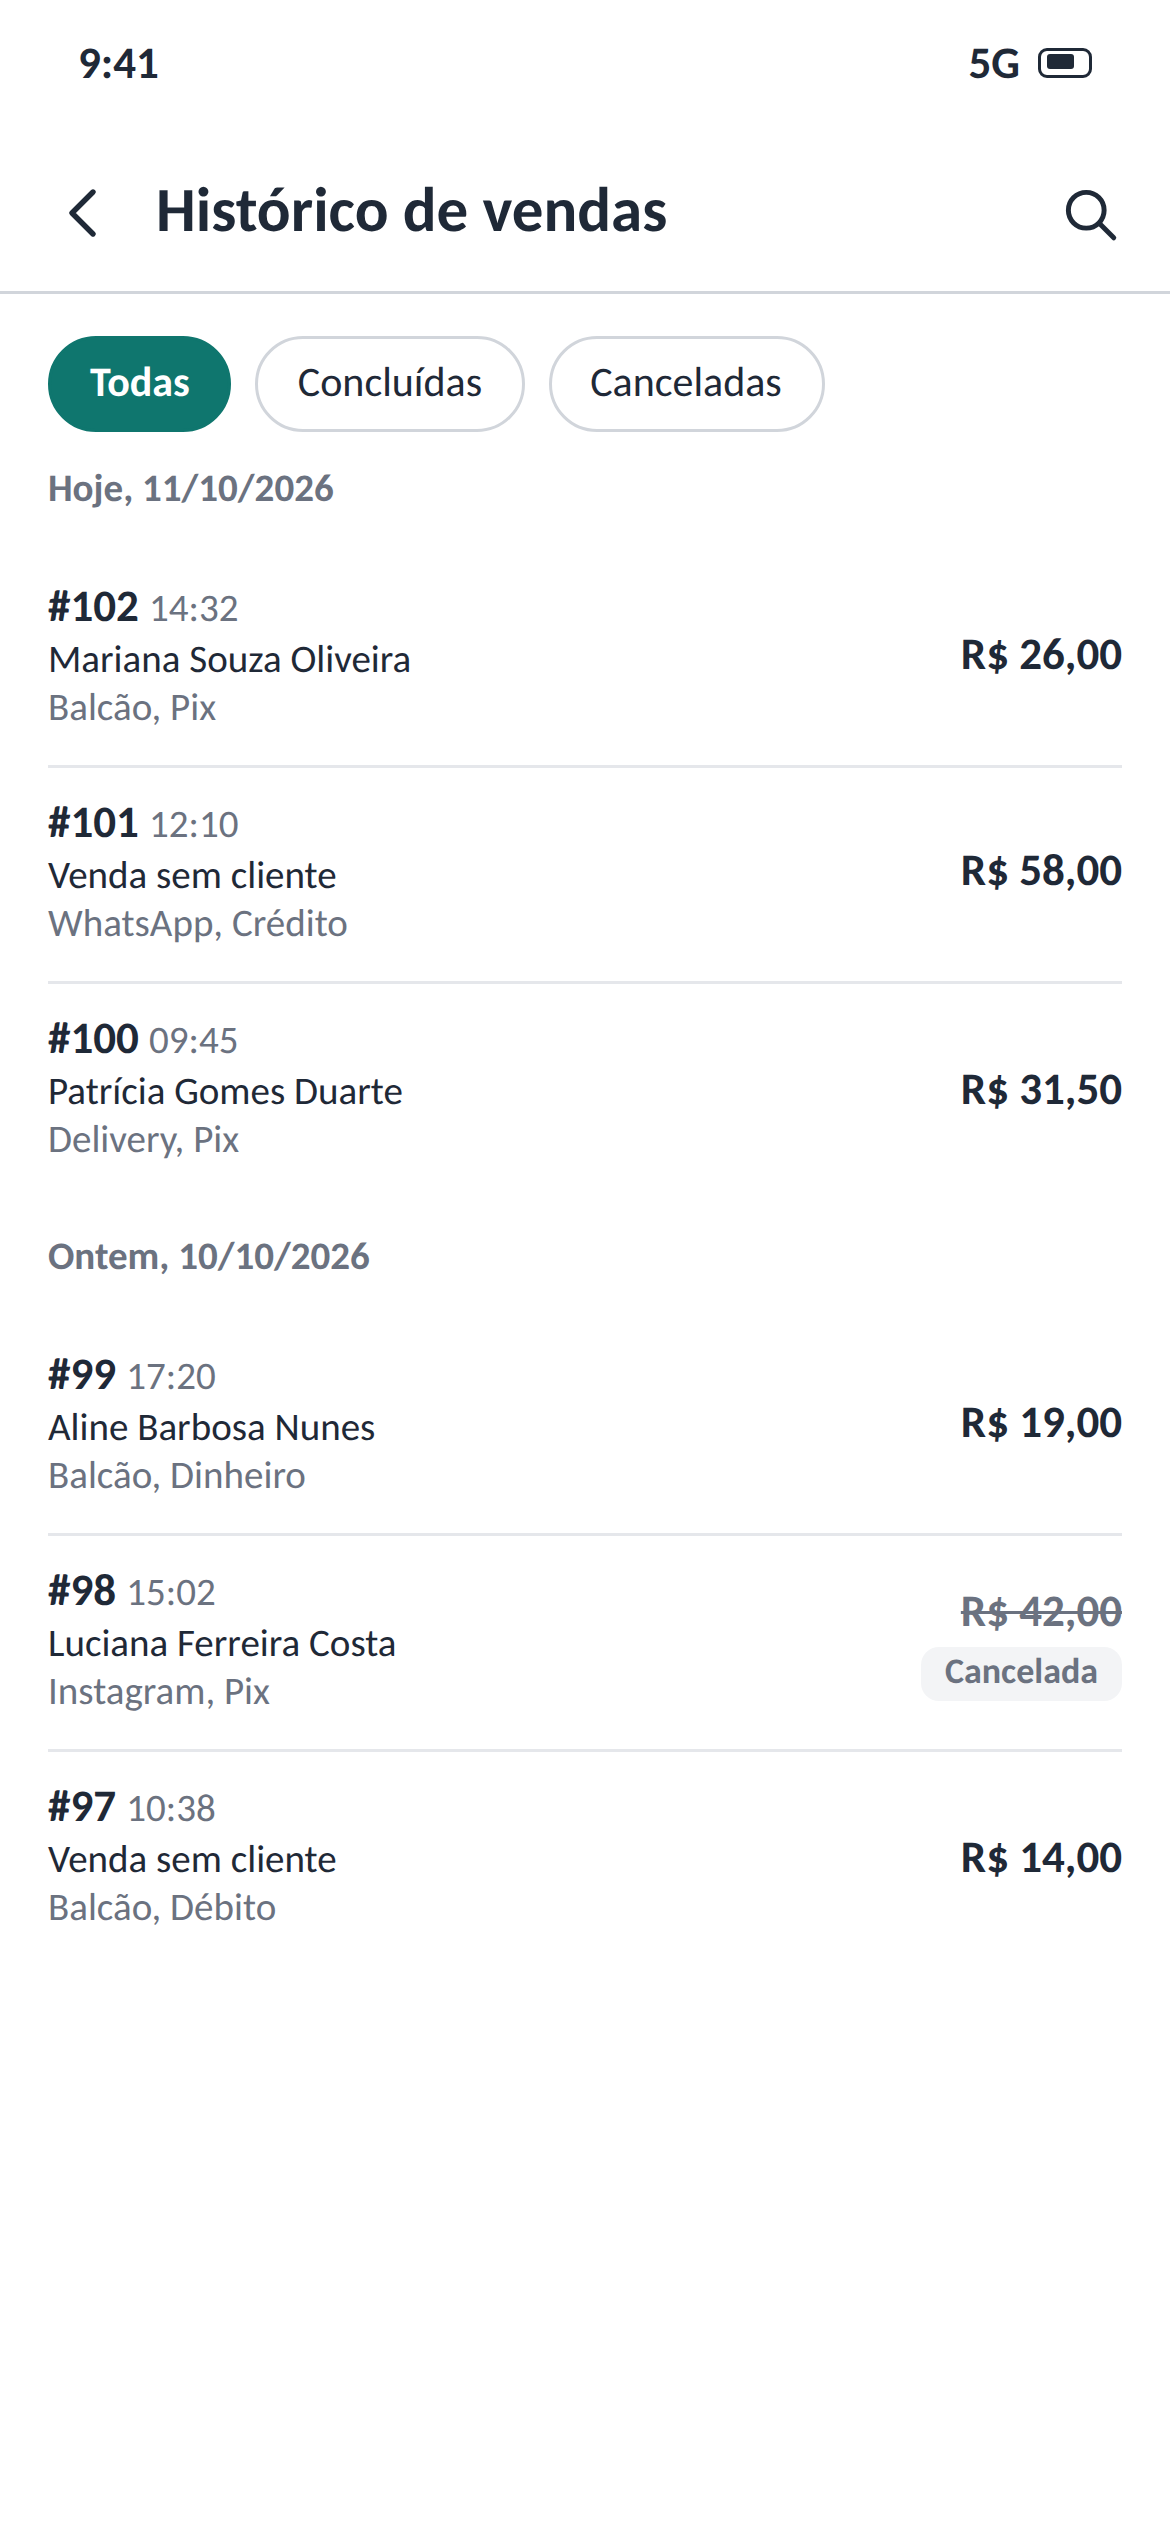 9:41 5G
Histórico de vendas
Todas Concluídas Canceladas
Hoje, 11/10/2026
#102 14:32
Mariana Souza Oliveira
R$ 26,00
Balcão, Pix
#101 12:10
Venda sem cliente
R$ 58,00
WhatsApp, Crédito
#100 09:45
Patrícia Gomes Duarte
R$ 31,50
Delivery, Pix
Ontem, 10/10/2026
#99 17:20
Aline Barbosa Nunes
R$ 19,00
Balcão, Dinheiro
#98 15:02
R$ 42,00
Luciana Ferreira Costa
Cancelada
Instagram, Pix
#97 10:38
Venda sem cliente
R$ 14,00
Balcão, Débito